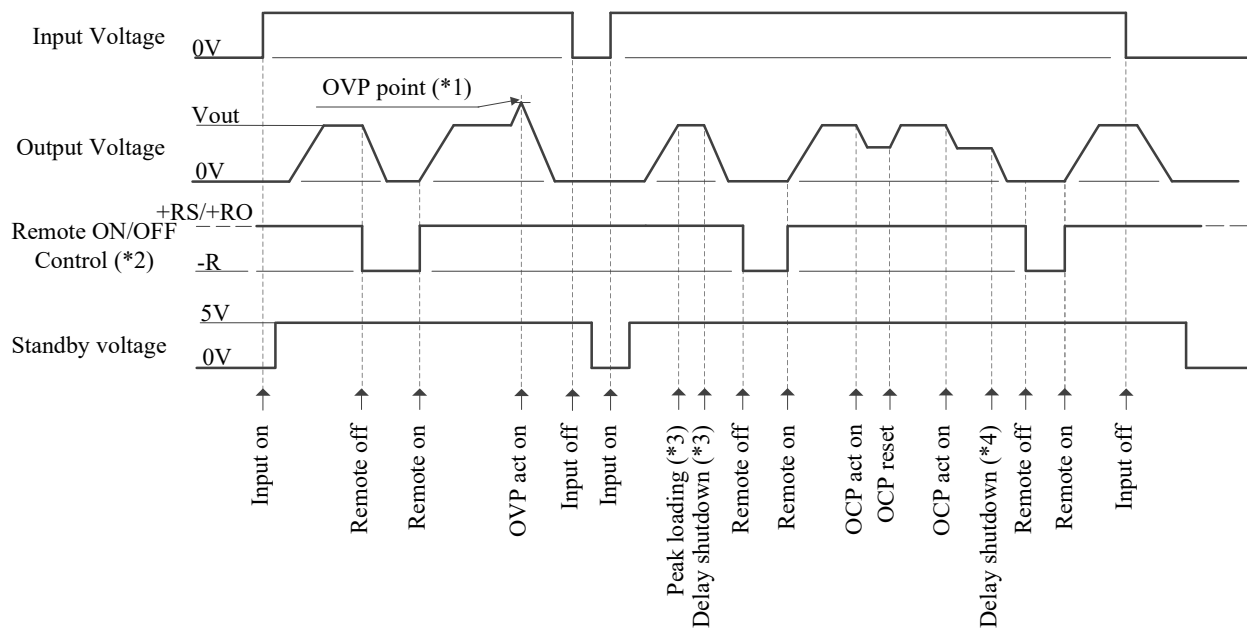 Input Voltage
0V
OVP point (*1)
Vout
Output Voltage
0V
+RS/+RO
Remote ON/OFF
Control (*2)
-R
5V
Standby voltage
0V
Input on
Remote off
Remote on
OVP act on
Input off
Input on
Peak loading (*3)
Delay shutdown (*3)
Remote off
Remote on
OCP act on
OCP reset
OCP act on
Delay shutdown (*4)
Remote off
Remote on
Input off